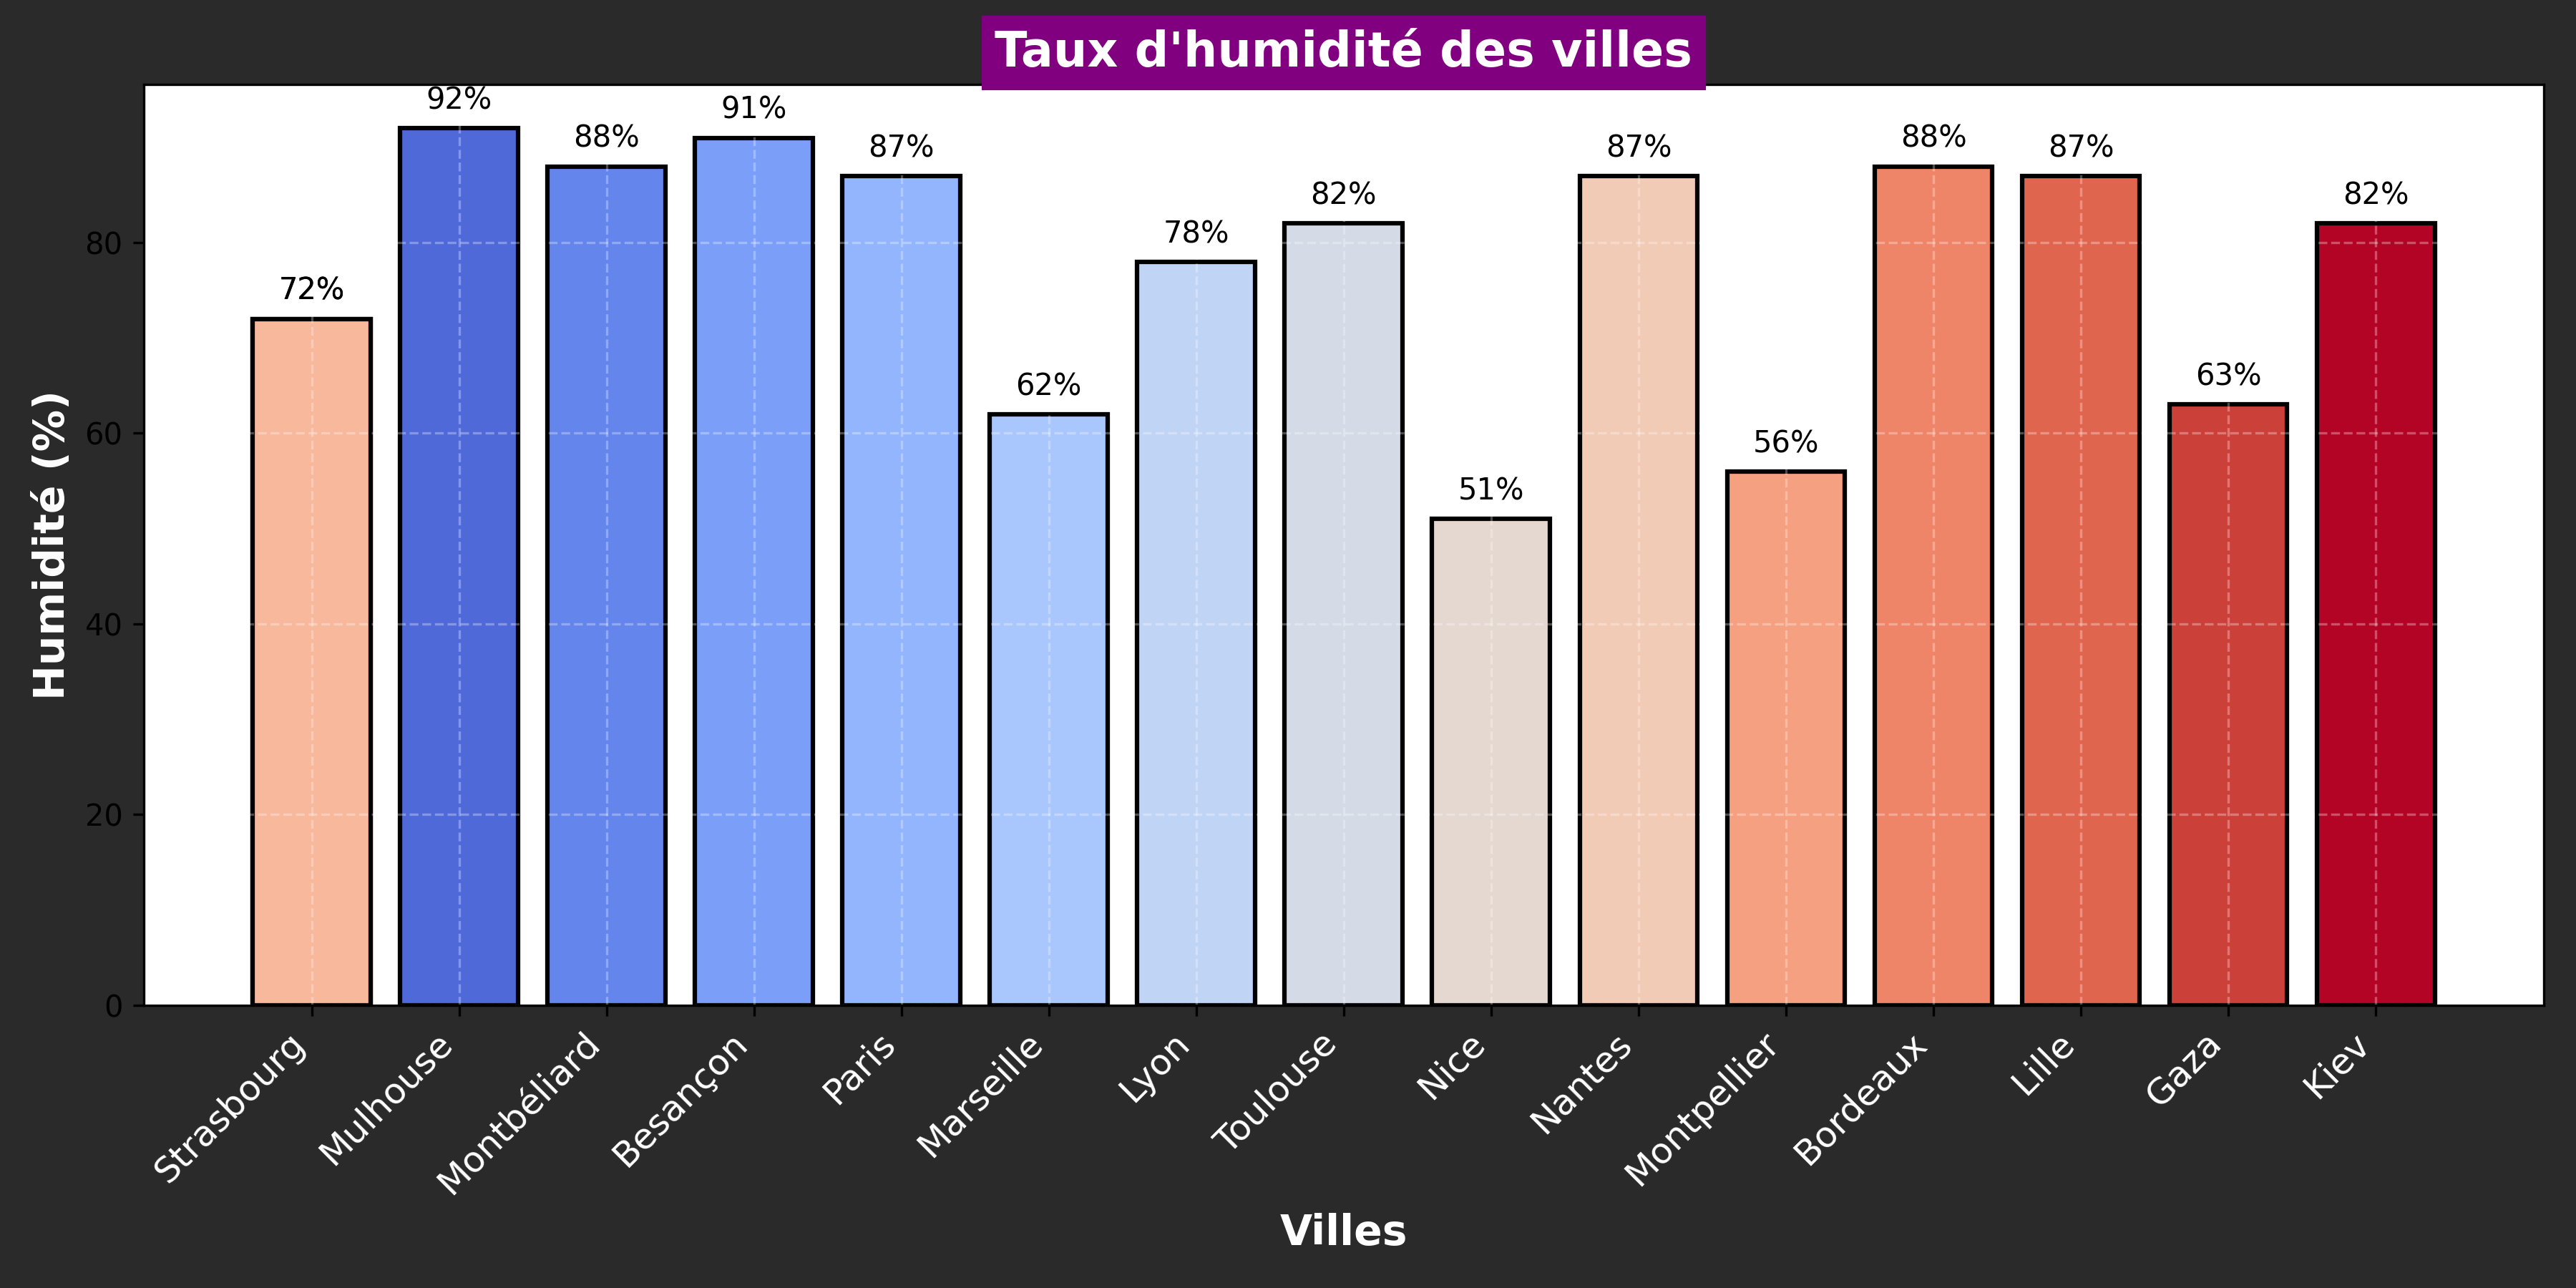 Taux d'humidité des villes
92%
91%
88%
88%
87%
87%
87%
82%
82%
78%
72%
63%
62%
56%
51%
Humidité (%)
80
60
40
20
0
Strasbourg
Mulhouse
Montbéliard
Besançon
Paris
Marseille
Lyon
Toulouse
Nice
Nantes
Montpellier
Bordeaux
Lille
Gaza
Kiev
Villes